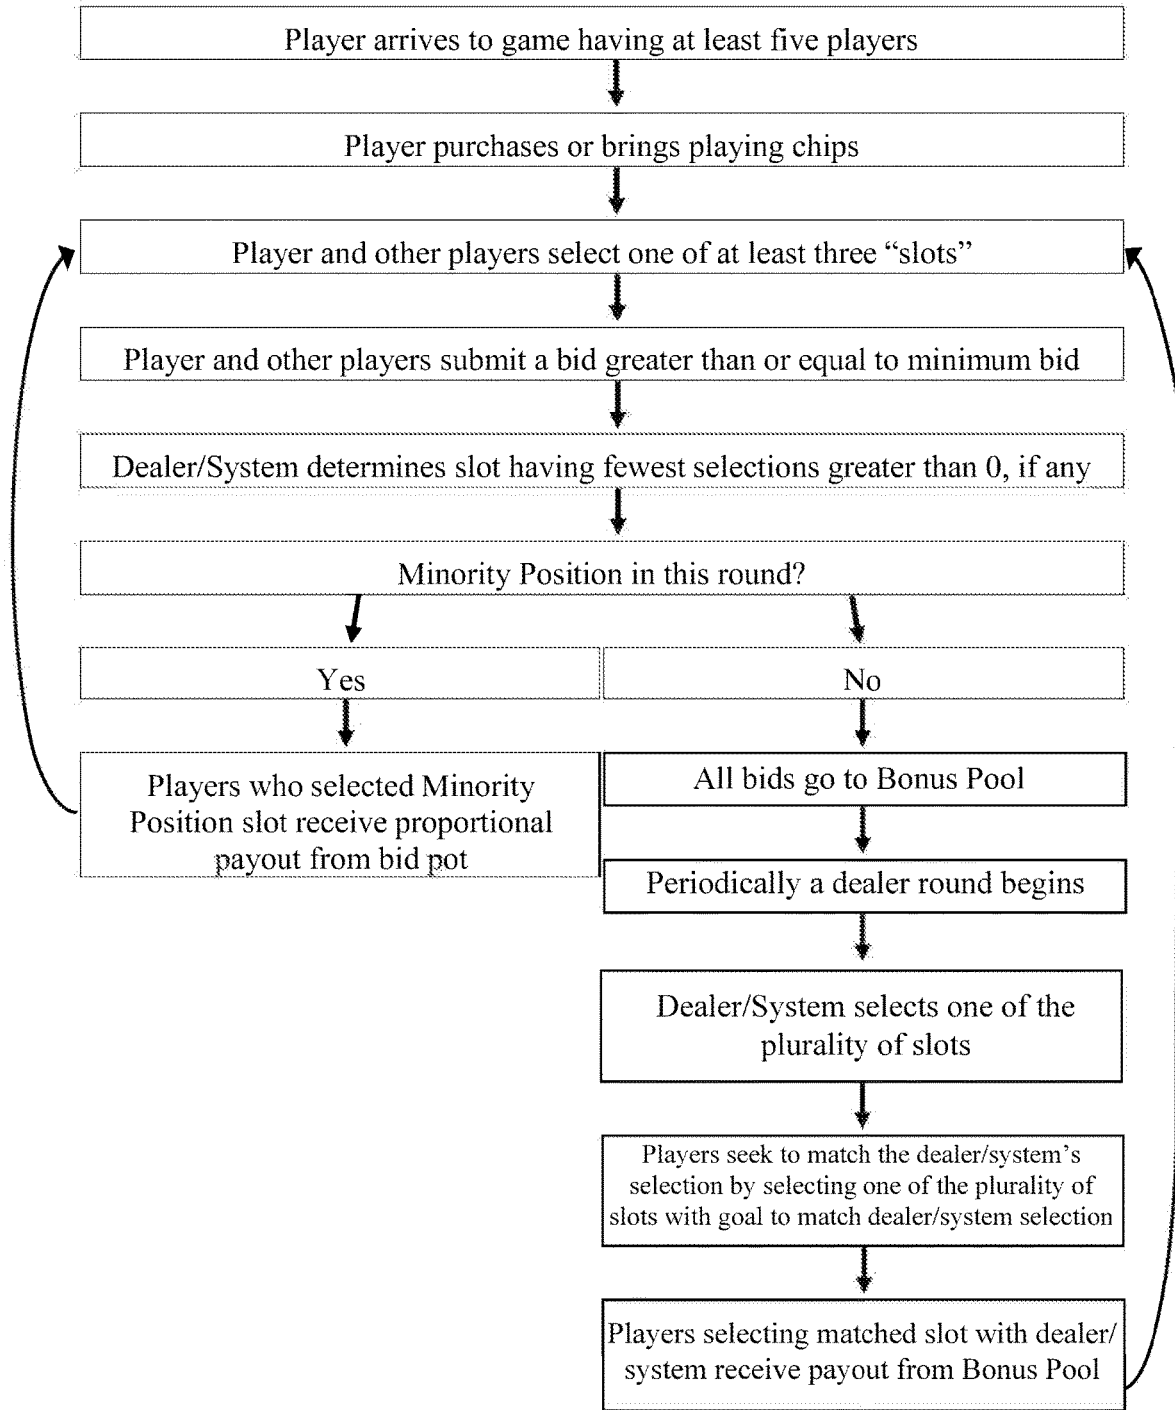 Player arrives to game having at least five players
Player purchases or brings playing chips
Player and other players select one of at least three “slots”
Player and other players submit a bid greater than or equal to minimum bid
Dealer/System determines slot having fewest selections greater than 0, if any
Minority Position in this round?
Yes
No
Players who selected Minority
Position slot receive proportional
payout from bid pot
All bids go to Bonus Pool
Periodically a dealer round begins
Dealer/System selects one of the
plurality of slots
Players seek to match the dealer/system’s
selection by selecting one of the plurality of
slots with goal to match dealer/system selection
Players selecting matched slot with dealer/
system receive payout from Bonus Pool